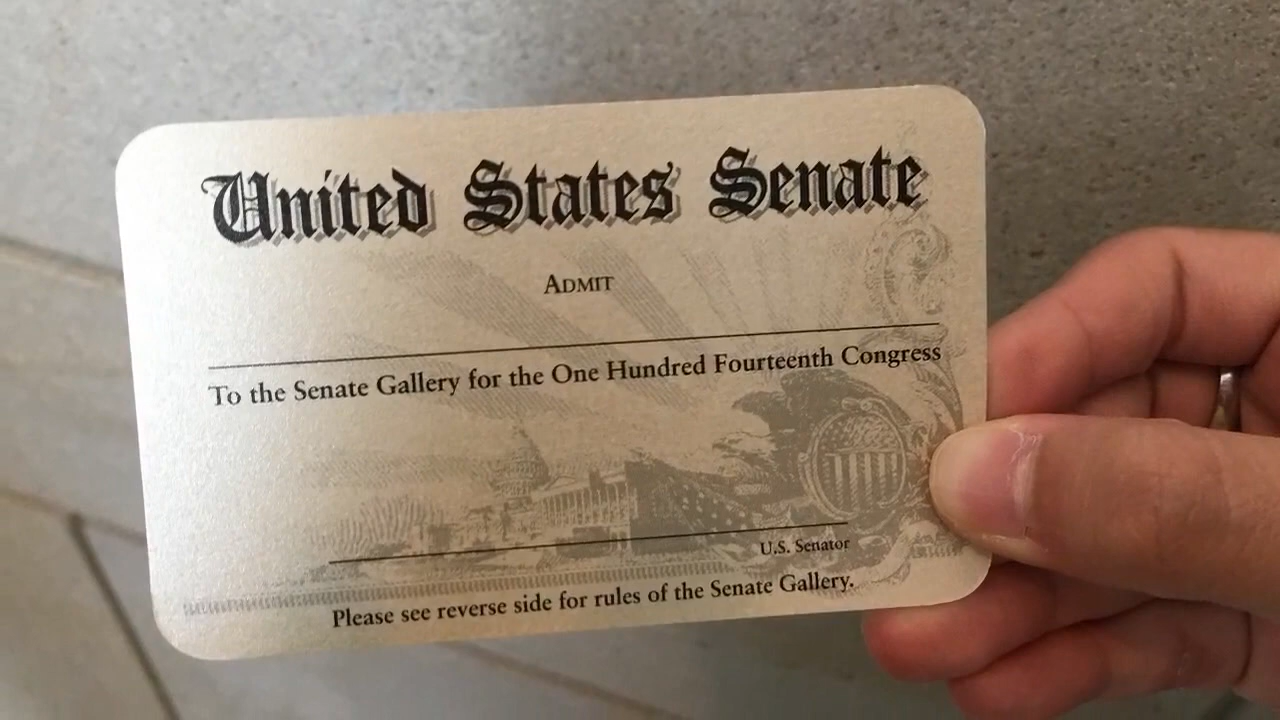 United States Senate
ADMIT
To the Senate Gallery for the One Hundred Fourteenth Congress
U.S. Senator
Please see reverse side for rules of the Senate Gallery.